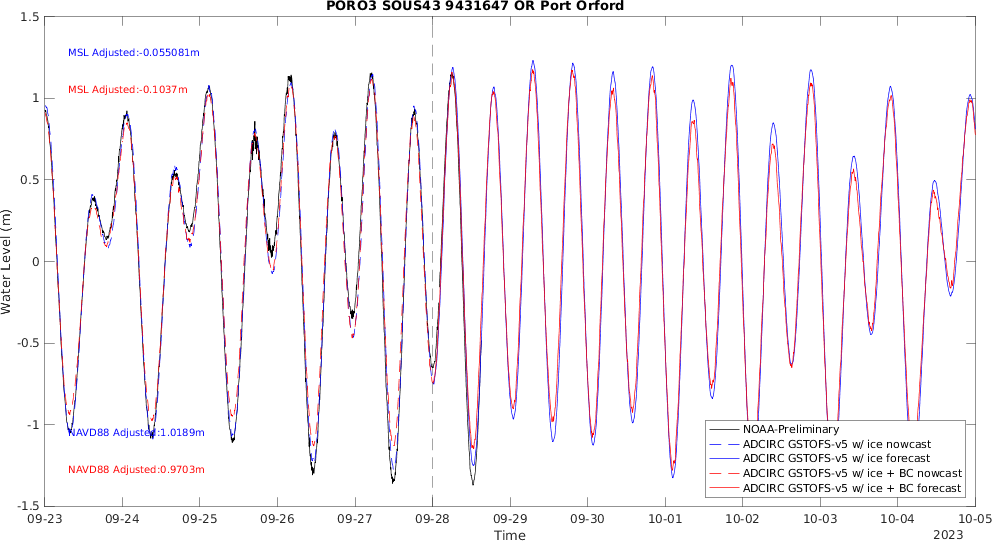 PORO3 SOUS43 9431647 OR Port Orford
MSL Adjusted:-0.055081m
MSL Adjusted:-0.1037m
NAVD88 Adjusted:1.0189m
NAVD88 Adjusted:0.9703m
Water Level (m)
1.5
1
0.5
0
-0.5
-1
-1.5
NOAA-Preliminary
ADCIRC GSTOFS-v5 w/ ice nowcast
ADCIRC GSTOFS-v5 w/ ice forecast
ADCIRC GSTOFS-v5 w/ ice + BC nowcast
ADCIRC GSTOFS-v5 w/ ice + BC forecast
09-23 09-24 09-25 09-26 09-27 09-28 09-29 09-30 10-01 10-02 10-03 10-04 10-05
Time
2023